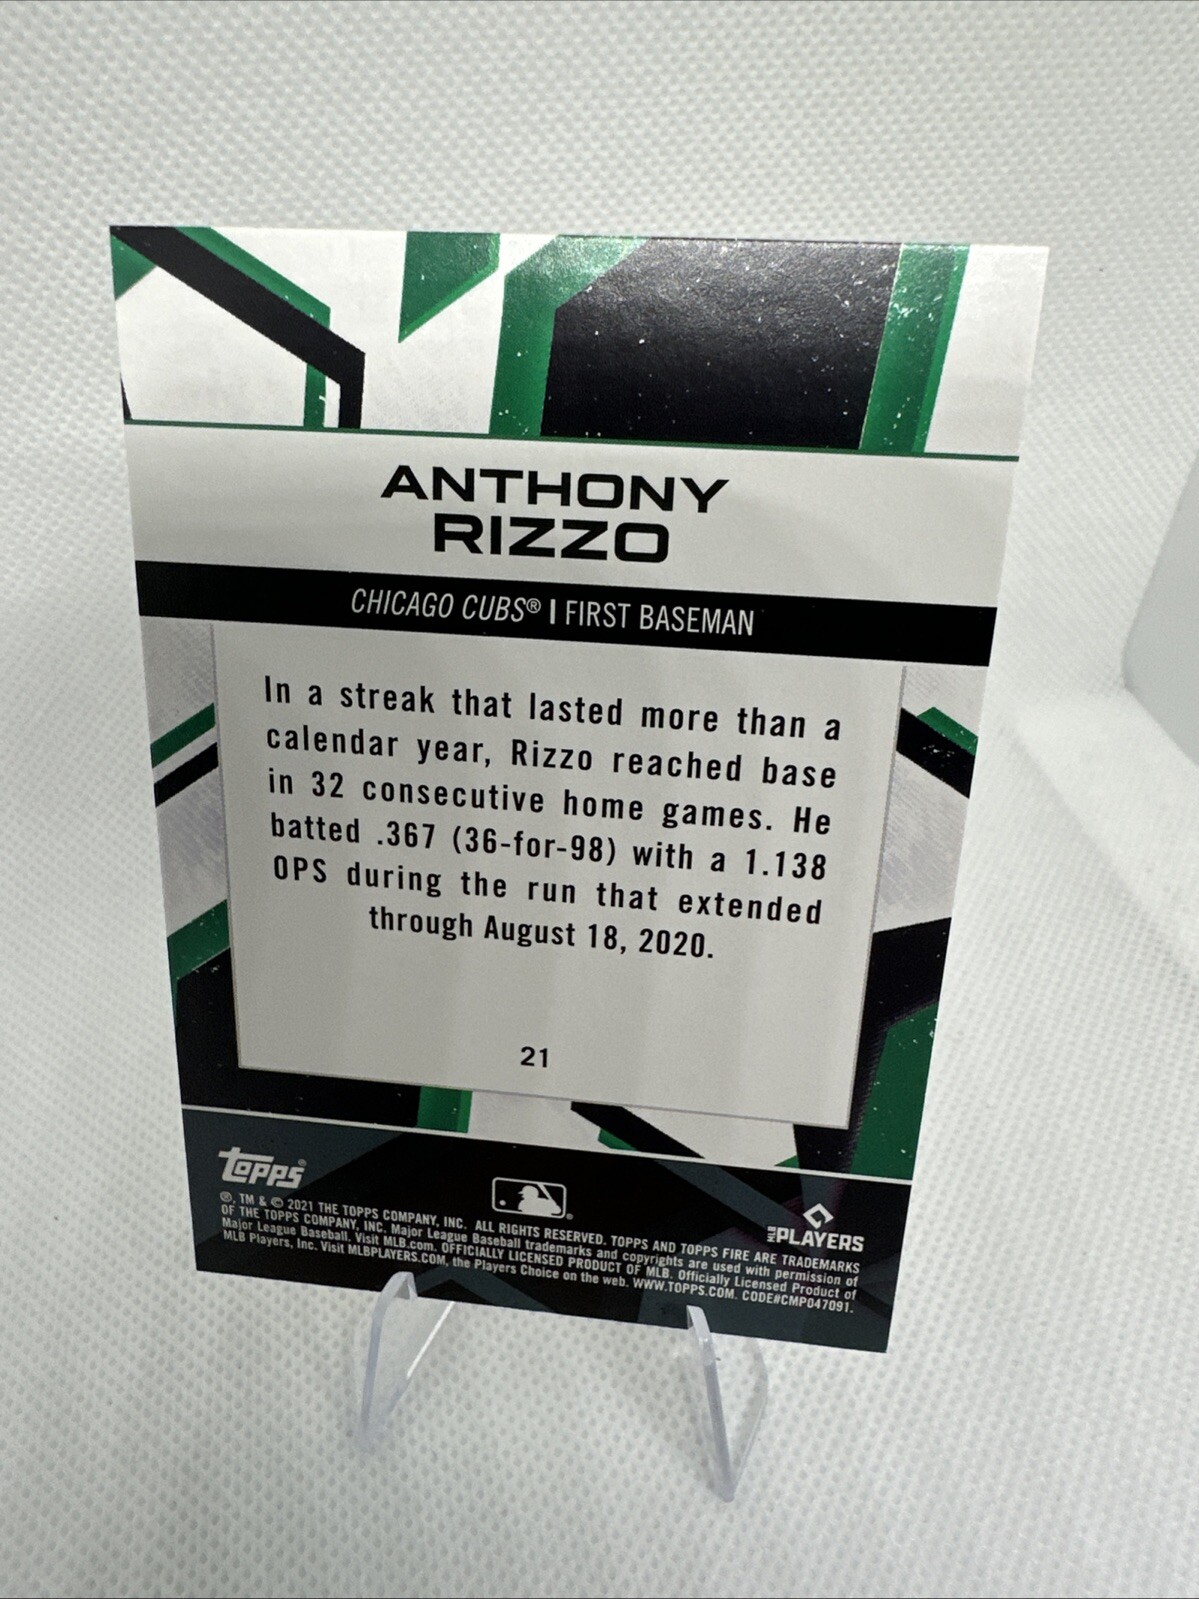 ANTHONY
RIZZO
CHICAGO CUBS® | FIRST BASEMAN
In a streak that lasted more than a
calendar year, Rizzo reached base
in 32 consecutive home games. He
batted .367 (36-for-98) with a 1.138
OPS during the run that extended
through August 18, 2020.
21
topps®
MLB PLAYERS
®, TM & © 2021 THE TOPPS COMPANY, INC. ALL RIGHTS RESERVED. TOPPS AND TOPPS FIRE ARE TRADEMARKS
OF THE TOPPS COMPANY, INC. Major League Baseball trademarks and copyrights are used with permission of
Major League Baseball. Visit MLB.com. OFFICIALLY LICENSED PRODUCT OF MLB. Officially Licensed Product of
MLB Players, Inc. Visit MLBPLAYERS.COM, the Players Choice on the web. WWW.TOPPS.COM. CODE#CMP047091.